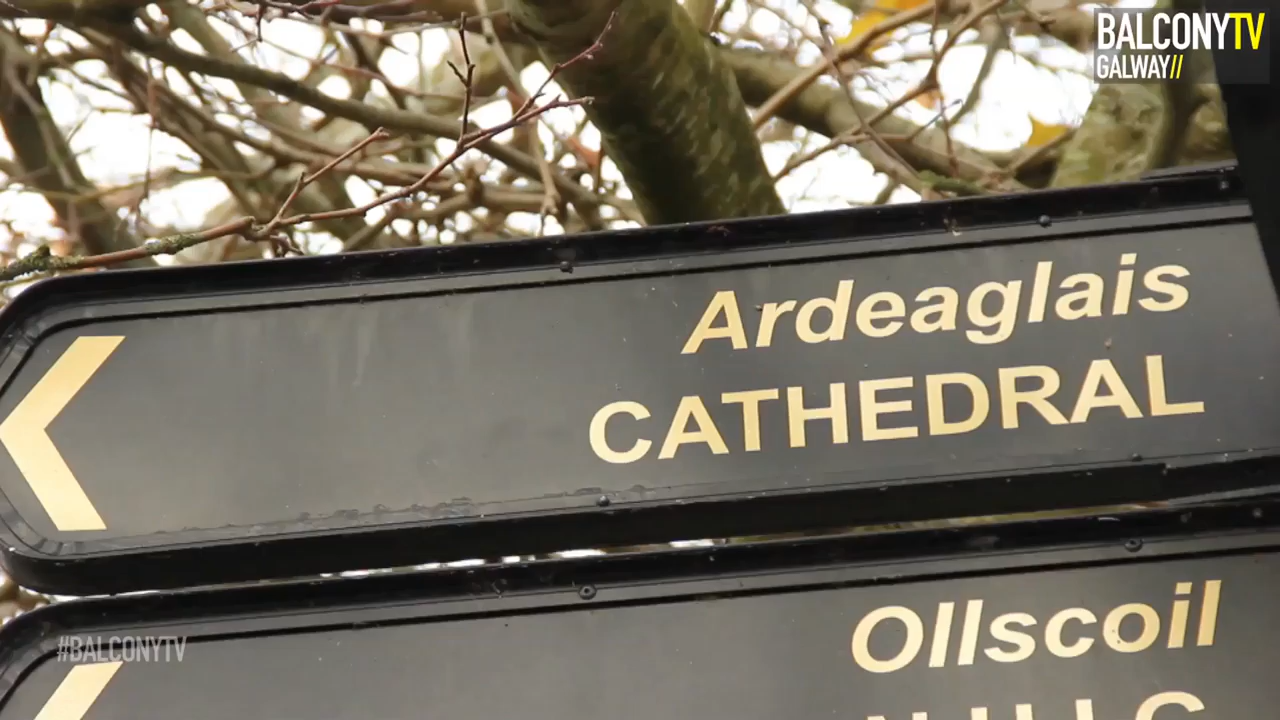 BALCONYTV
GALWAY//
Ardeaglais
CATHEDRAL
Ollscoil
#BALCONYTV